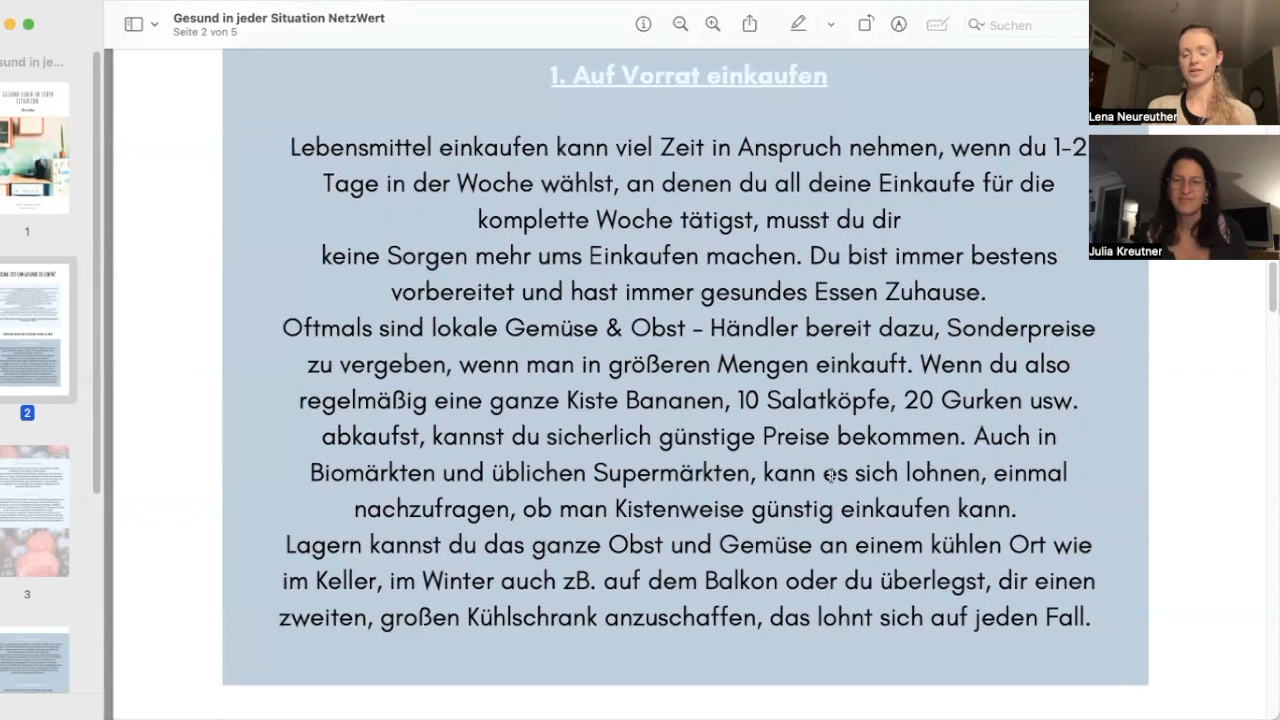 Gesund in jeder Situation NetzWert
Seite 2 von 5
Suchen
sund in je...
GESUND LEBEN IN JEDER
SITUATION
1
2
3
1. Auf Vorrat einkaufen
Lebensmittel einkaufen kann viel Zeit in Anspruch nehmen, wenn du 1-2
Tage in der Woche wählst, an denen du all deine Einkaufe für die
komplette Woche tätigst, musst du dir
keine Sorgen mehr ums Einkaufen machen. Du bist immer bestens
vorbereitet und hast immer gesundes Essen Zuhause.
Oftmals sind lokale Gemüse & Obst - Händler bereit dazu, Sonderpreise
zu vergeben, wenn man in größeren Mengen einkauft. Wenn du also
regelmäßig eine ganze Kiste Bananen, 10 Salatköpfe, 20 Gurken usw.
abkaufst, kannst du sicherlich günstige Preise bekommen. Auch in
Biomärkten und üblichen Supermärkten, kann es sich lohnen, einmal
nachzufragen, ob man Kistenweise günstig einkaufen kann.
Lagern kannst du das ganze Obst und Gemüse an einem kühlen Ort wie
im Keller, im Winter auch zB. auf dem Balkon oder du überlegst, dir einen
zweiten, großen Kühlschrank anzuschaffen, das lohnt sich auf jeden Fall.
Lena Neureuther
Julia Kreutner